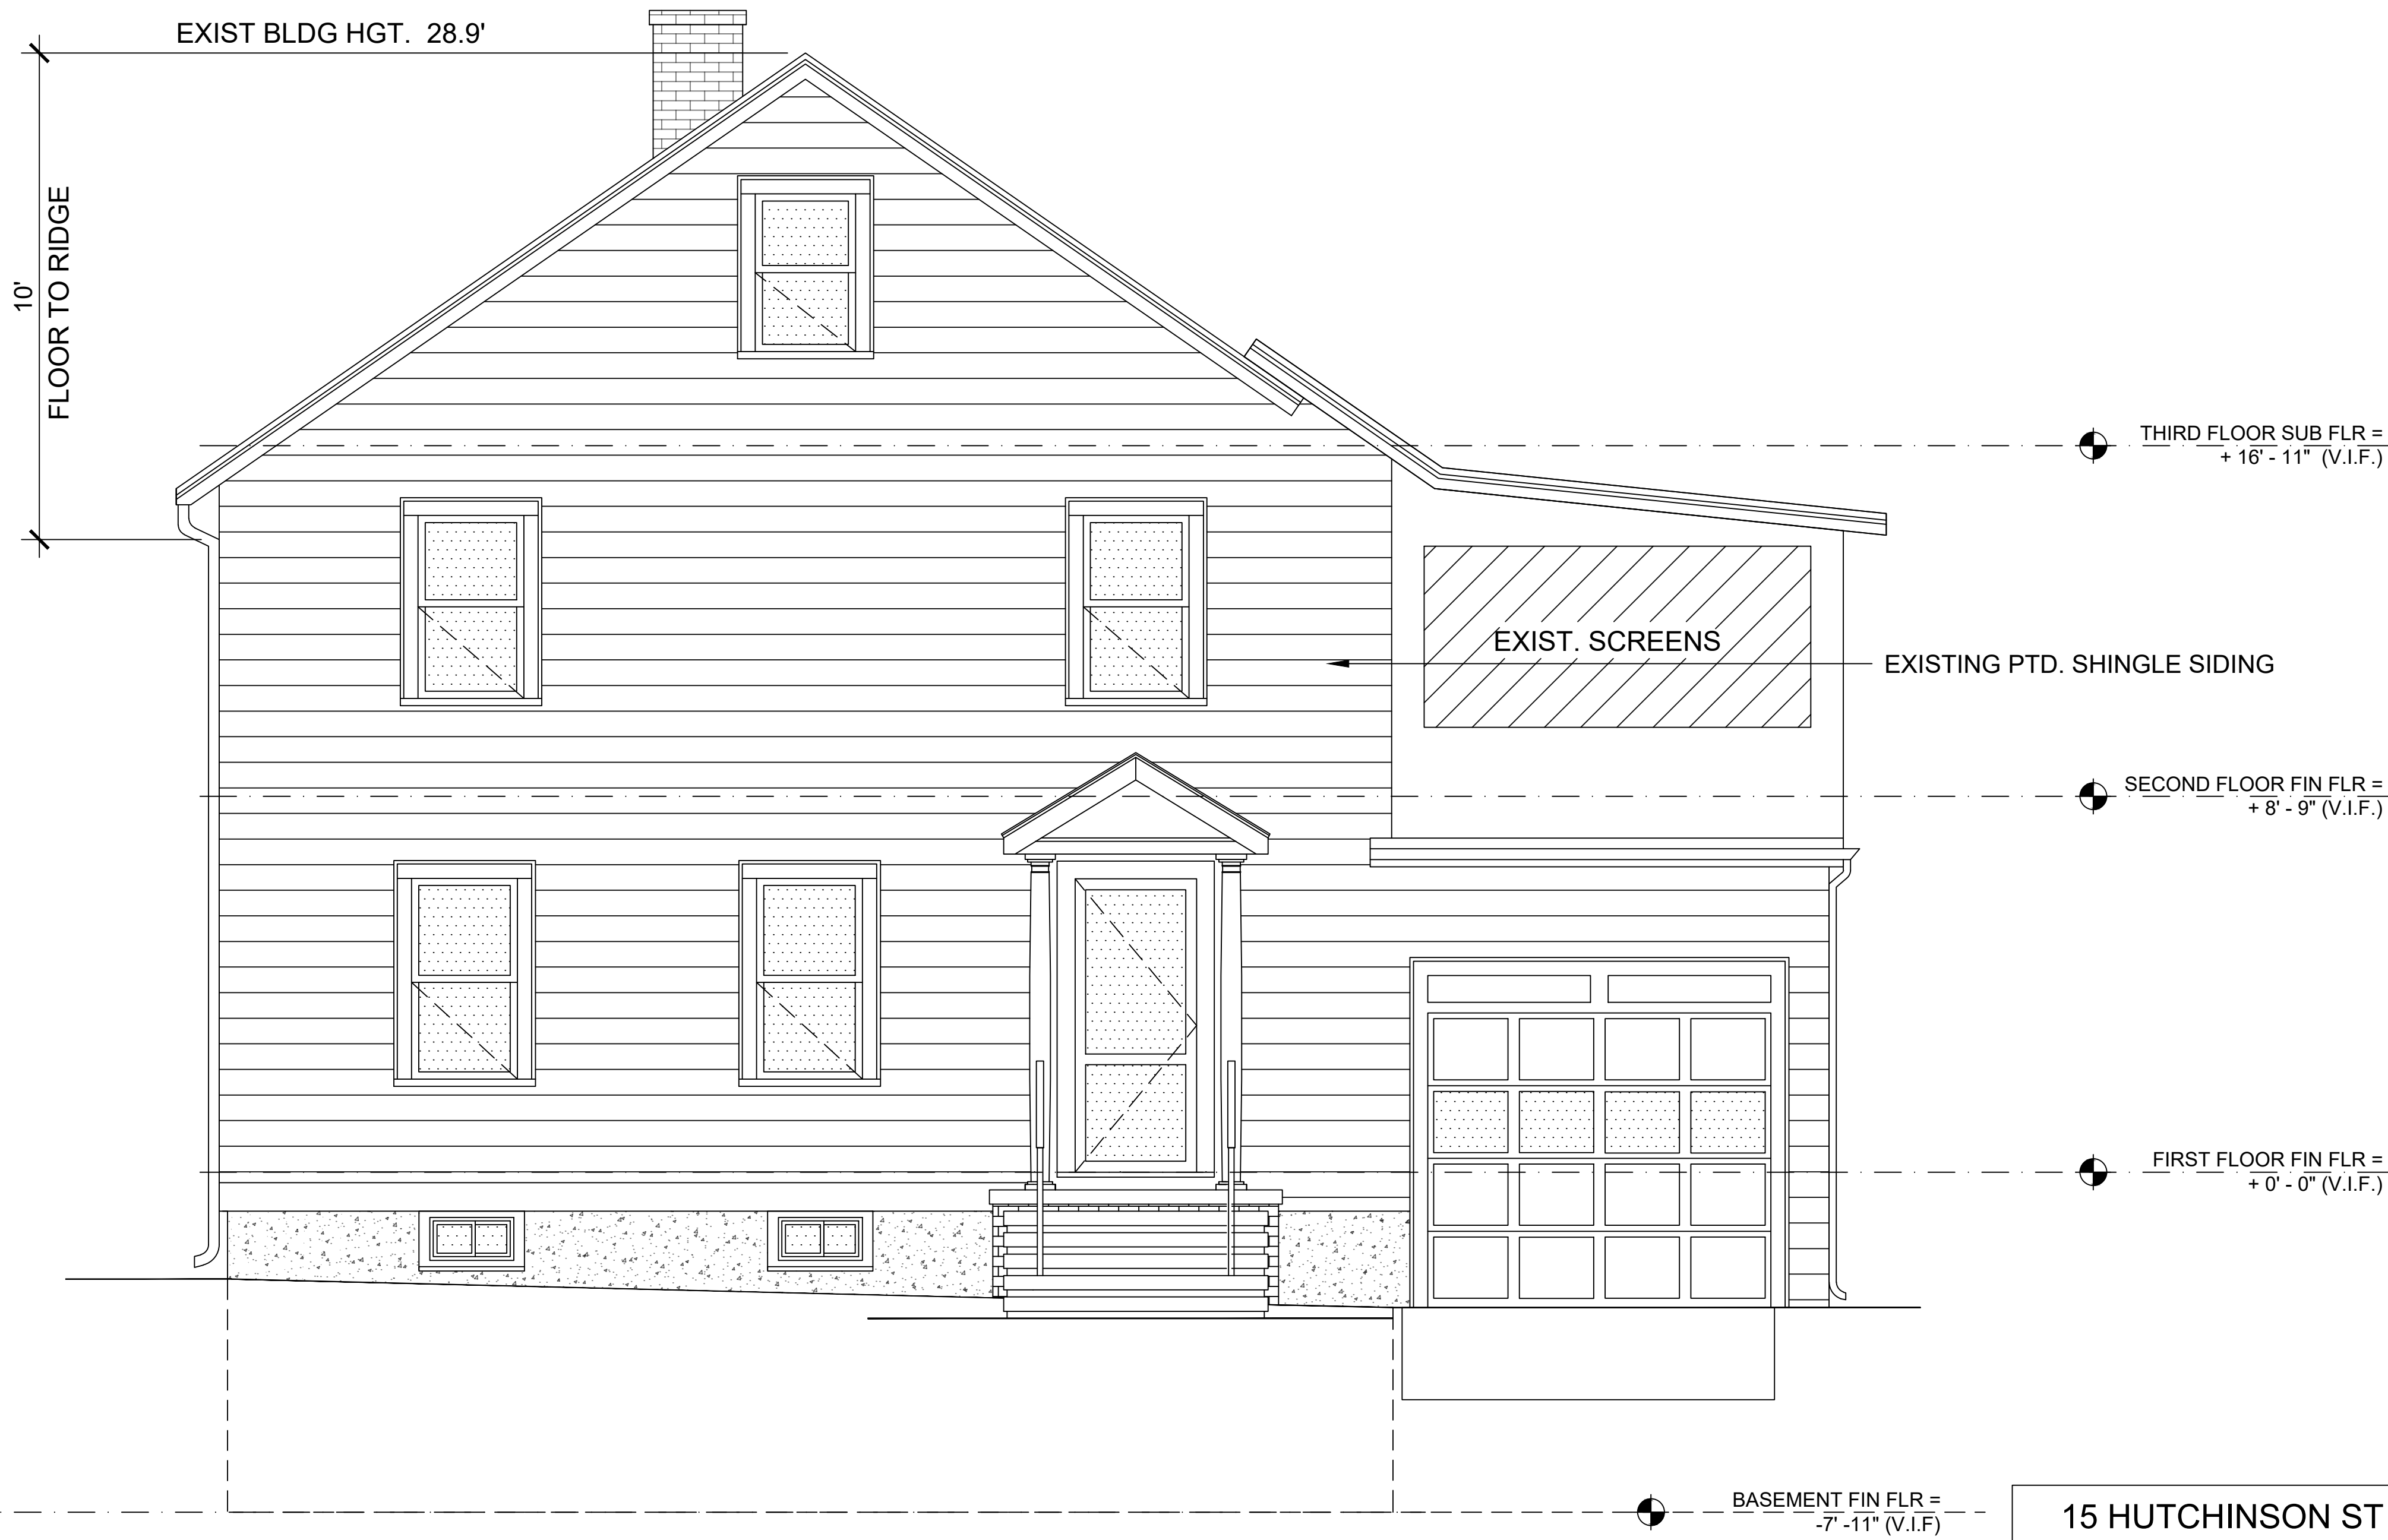 EXIST BLDG HGT.  28.9'
10'
FLOOR TO RIDGE
THIRD FLOOR SUB FLR =
+ 16' - 11"  (V.I.F.)
EXIST. SCREENS
EXISTING PTD. SHINGLE SIDING
SECOND FLOOR FIN FLR =
+ 8' - 9" (V.I.F.)
FIRST FLOOR FIN FLR =
+ 0' - 0" (V.I.F.)
BASEMENT FIN FLR =
-7' -11" (V.I.F)
15 HUTCHINSON ST